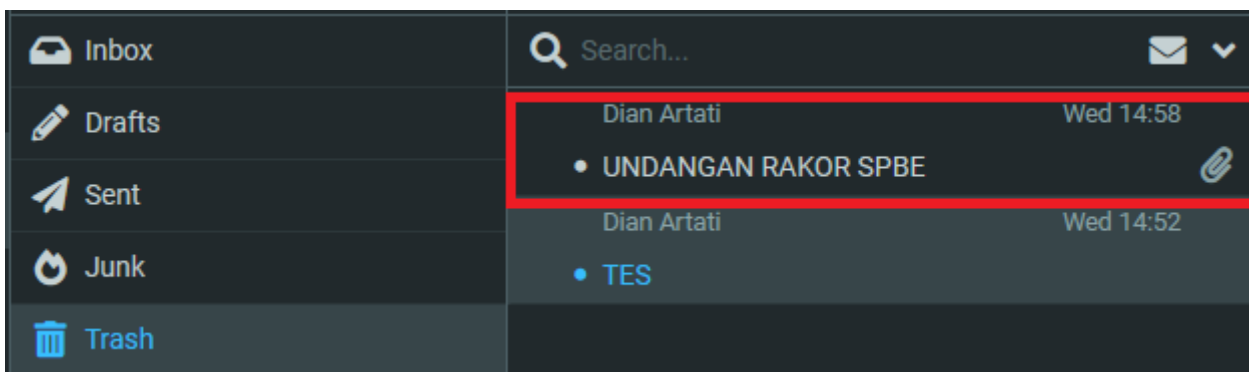 Inbox
Drafts
Sent
Junk
Trash
Search...
Dian Artati Wed 14:58
UNDANGAN RAKOR SPBE
Dian Artati Wed 14:52
TES